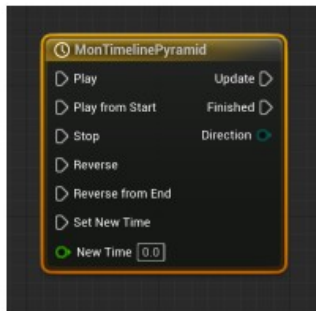 MonTimelinePyramid
Play Update
Play from Start Finished
Stop Direction
Reverse
Reverse from End
Set New Time
New Time 0.0